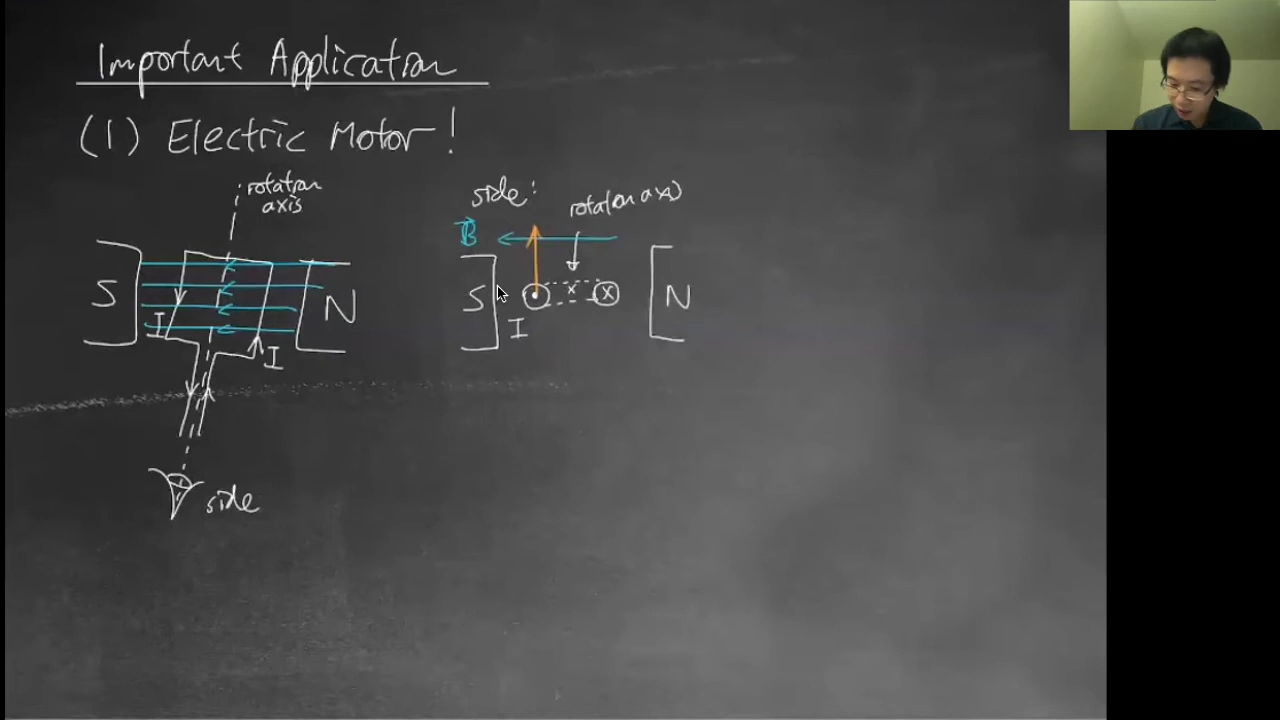 Important Application
(1) Electric Motor!
rotation
axis
S
N
I
I
side
side:
rotation axis
B
S
I
x
x
N